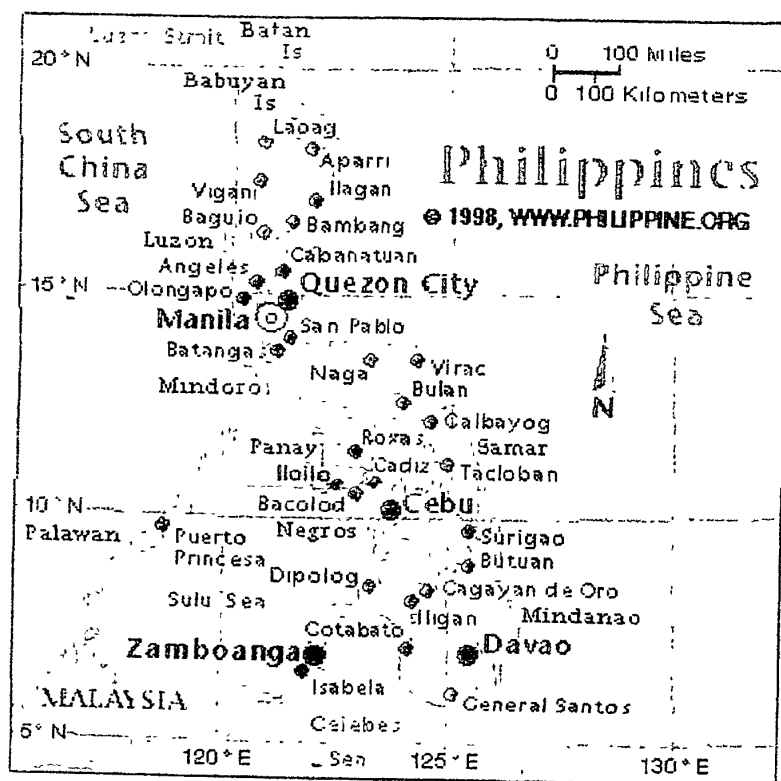 Luzon Strait
Batan
Is
20° N
0 100 Miles
0 100 Kilometers
Babuyan
Is
South
China
Sea
Laoag
Aparri
Philippines
Vigan
Ilagan
© 1998, WWW.PHILIPPINE.ORG
Baguio
Bambang
Luzon
Cabanatuan
Angeles
15° N
Olongapo
Quezon City
Philippine
Sea
Manila
San Pablo
Batangas
Naga
Virac
Mindoro
Bulan
N
Calbayog
Panay
Roxas
Samar
Iloilo
Cadiz
Tacloban
Bacolod
Cebu
10° N
Palawan
Puerto
Princesa
Negros
Surigao
Butuan
Dipolog
Cagayan de Oro
Sulu Sea
Iligan
Mindanao
Cotabato
Zamboanga
Davao
MALAYSIA
Isabela
General Santos
Celebes
Sea
5° N
120° E
125° E
130° E